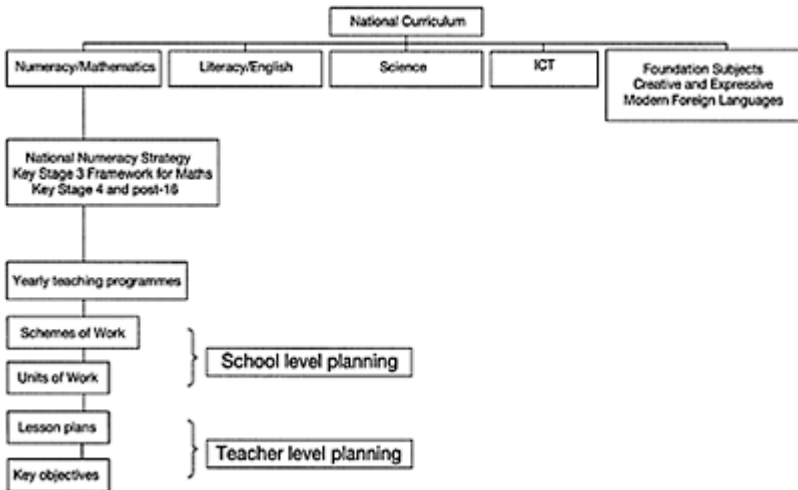 National Curriculum
Numeracy/Mathematics
Literacy/English
Science
ICT
Foundation Subjects
Creative and Expressive
Modern Foreign Languages
National Numeracy Strategy
Key Stage 3 Framework for Maths
Key Stage 4 and post-16
Yearly teaching programmes
Schemes of Work
School level planning
Units of Work
Lesson plans
Teacher level planning
Key objectives